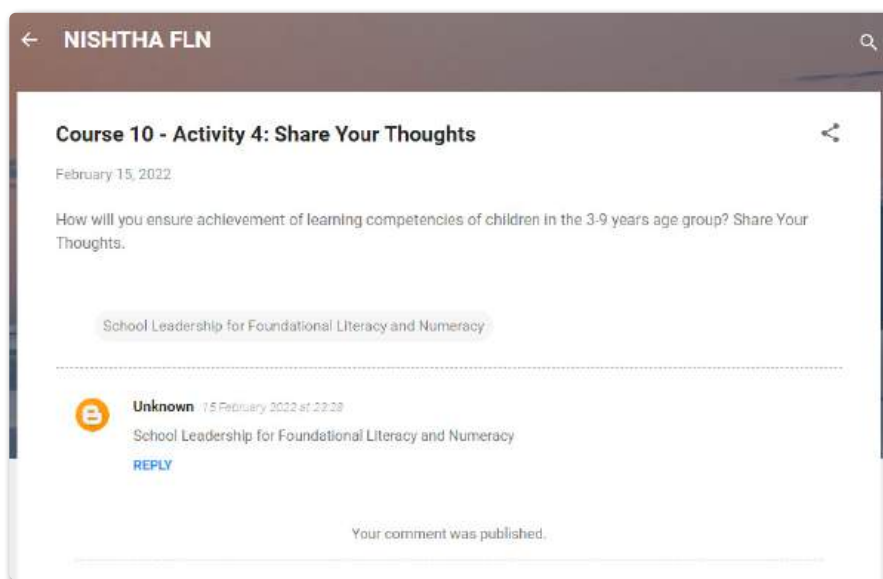 NISHTHA FLN
Course 10 - Activity 4: Share Your Thoughts
February 15, 2022
How will you ensure achievement of learning competencies of children in the 3-9 years age group? Share Your
Thoughts.
School Leadership for Foundational Literacy and Numeracy
Unknown 15 February 2022 at 23:28
School Leadership for Foundational Literacy and Numeracy
REPLY
Your comment was published.